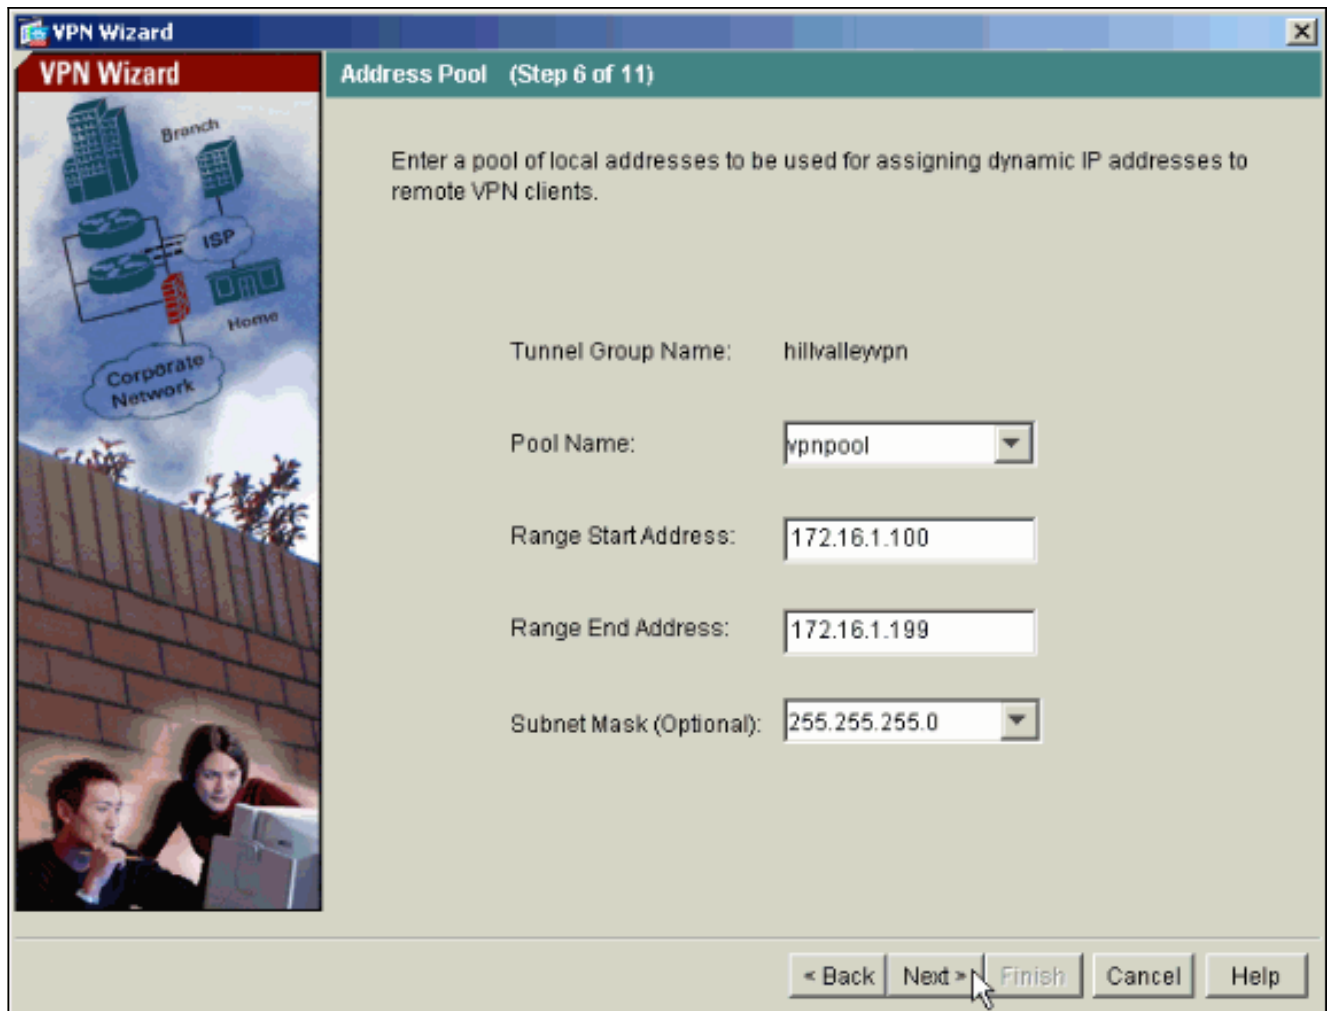 VPN Wizard
VPN Wizard
Address Pool (Step 6 of 11)
Branch
ISP
Home
Corporate
Network
Enter a pool of local addresses to be used for assigning dynamic IP addresses to
remote VPN clients.
Tunnel Group Name: hillvalleyvpn
Pool Name: vpnpool
Range Start Address: 172.16.1.100
Range End Address: 172.16.1.199
Subnet Mask (Optional): 255.255.255.0
< Back Next > Finish Cancel Help